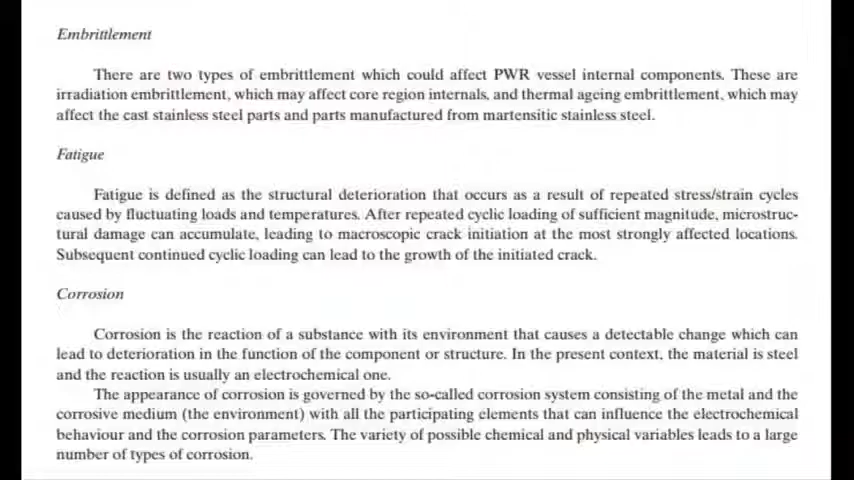 Embrittlement
There are two types of embrittlement which could affect PWR vessel internal components. These are
irradiation embrittlement, which may affect core region internals, and thermal ageing embrittlement, which may
affect the cast stainless steel parts and parts manufactured from martensitic stainless steel.
Fatigue
Fatigue is defined as the structural deterioration that occurs as a result of repeated stress/strain cycles
caused by fluctuating loads and temperatures. After repeated cyclic loading of sufficient magnitude, microstruc-
tural damage can accumulate, leading to macroscopic crack initiation at the most strongly affected locations.
Subsequent continued cyclic loading can lead to the growth of the initiated crack.
Corrosion
Corrosion is the reaction of a substance with its environment that causes a detectable change which can
lead to deterioration in the function of the component or structure. In the present context, the material is steel
and the reaction is usually an electrochemical one.
The appearance of corrosion is governed by the so-called corrosion system consisting of the metal and the
corrosive medium (the environment) with all the participating elements that can influence the electrochemical
behaviour and the corrosion parameters. The variety of possible chemical and physical variables leads to a large
number of types of corrosion.